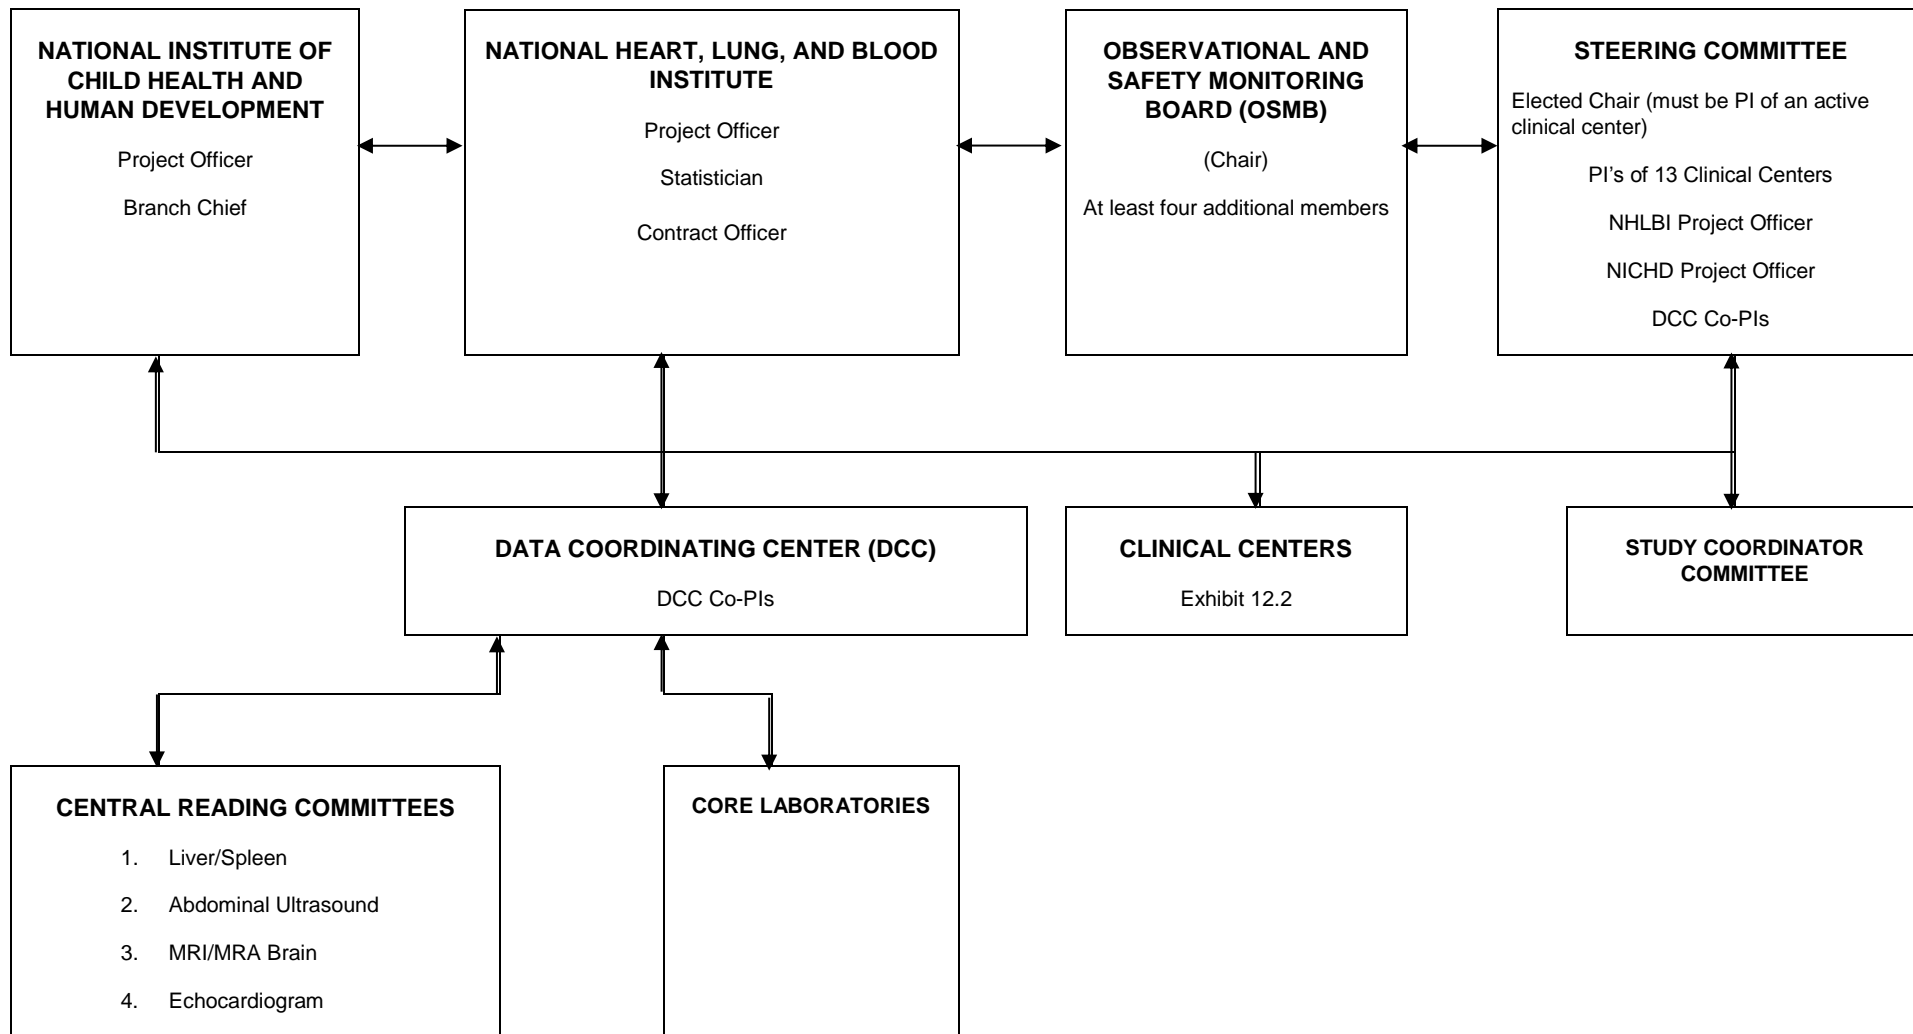 NATIONAL INSTITUTE OF
CHILD HEALTH AND
HUMAN DEVELOPMENT
Project Officer
Branch Chief
NATIONAL HEART, LUNG, AND BLOOD
INSTITUTE
Project Officer
Statistician
Contract Officer
OBSERVATIONAL AND
SAFETY MONITORING
BOARD (OSMB)
(Chair)
At least four additional members
STEERING COMMITTEE
Elected Chair (must be PI of an active
clinical center)
PI’s of 13 Clinical Centers
NHLBI Project Officer
NICHD Project Officer
DCC Co-PIs
DATA COORDINATING CENTER (DCC)
DCC Co-PIs
CLINICAL CENTERS
Exhibit 12.2
STUDY COORDINATOR
COMMITTEE
CENTRAL READING COMMITTEES
1. Liver/Spleen
2. Abdominal Ultrasound
3. MRI/MRA Brain
4. Echocardiogram
CORE LABORATORIES